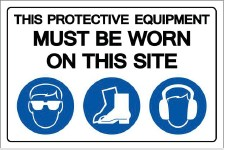 THIS PROTECTIVE EQUIPMENT
MUST BE WORN
ON THIS SITE